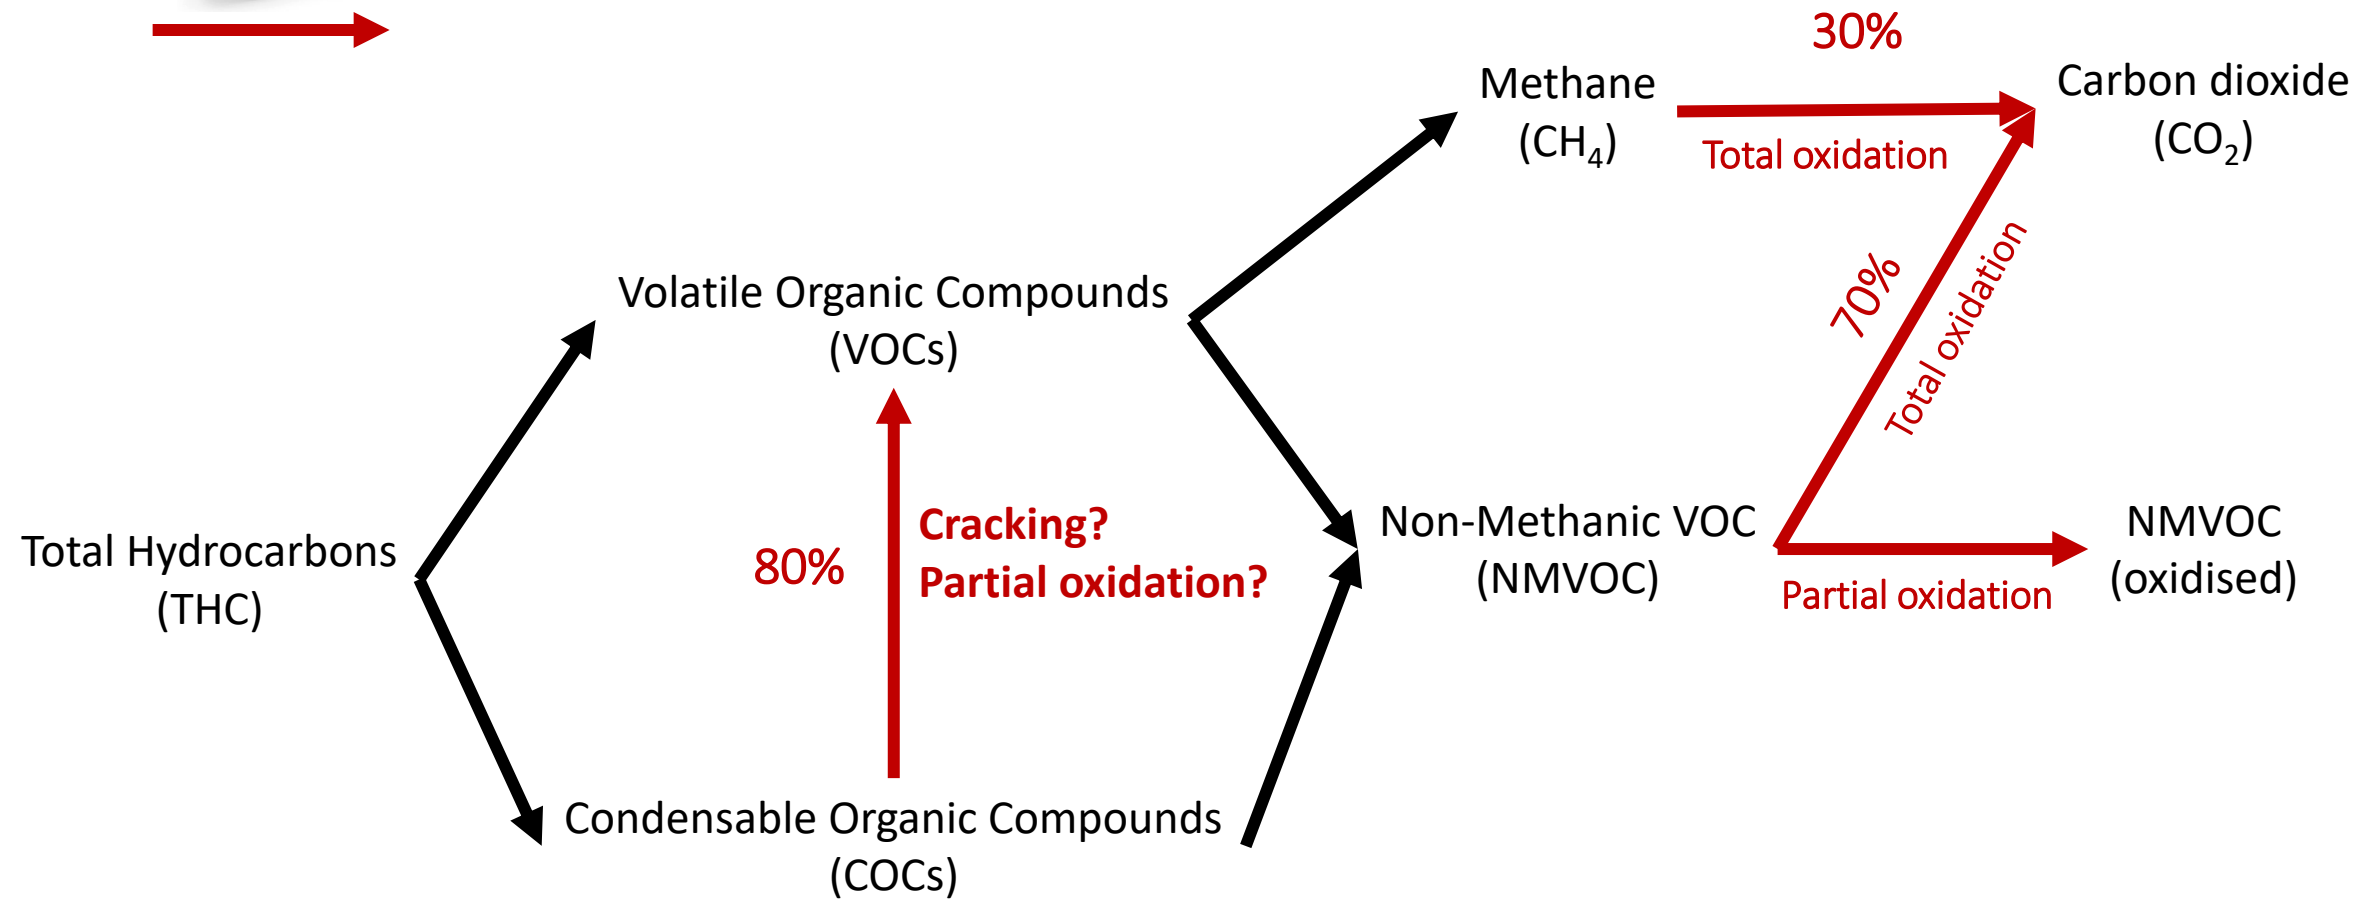 30%
Methane
(CH₄)
Total oxidation
Carbon dioxide
(CO₂)
70%
Total oxidation
Volatile Organic Compounds
(VOCs)
80%
Cracking?
Partial oxidation?
Total Hydrocarbons
(THC)
Non-Methanic VOC
(NMVOC)
Partial oxidation
NMVOC
(oxidised)
Condensable Organic Compounds
(COCs)